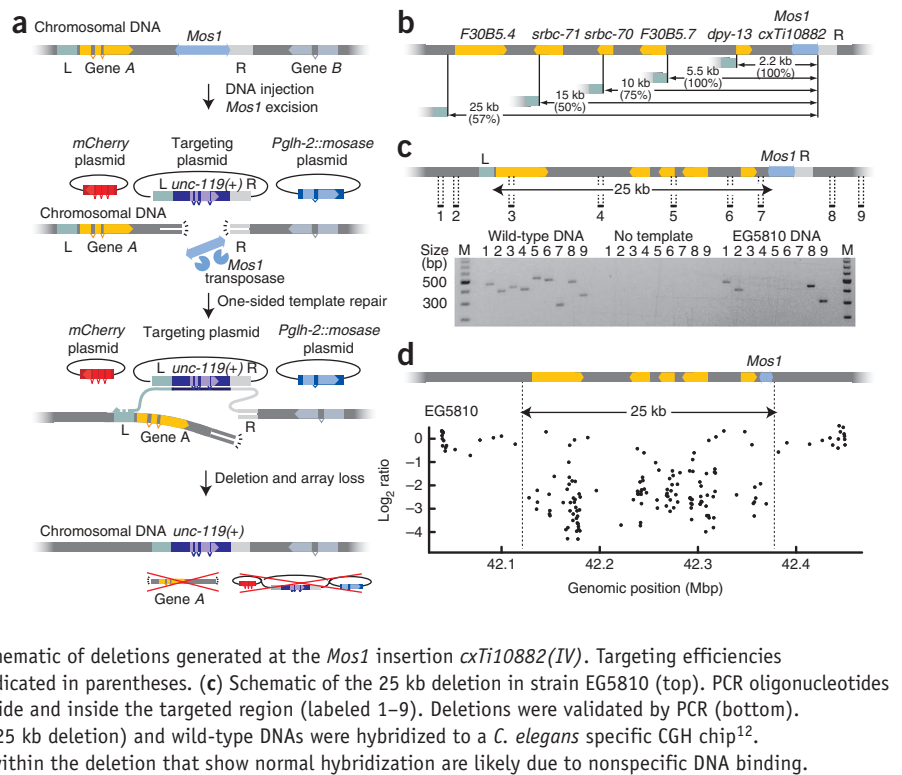 a
Chromosomal DNA
Mos1
L Gene A R Gene B
DNA injection
Mos1 excision
mCherry plasmid
Targeting plasmid
Pglh-2::mosase plasmid
L unc-119(+) R
Chromosomal DNA
L Gene A R
Mos1
transposase
One-sided template repair
mCherry plasmid
Targeting plasmid
Pglh-2::mosase plasmid
L unc-119(+) R
L Gene A R
Deletion and array loss
Chromosomal DNA unc-119(+)
Gene A
b
Mos1
F30B5.4 srbc-71 srbc-70 F30B5.7 dpy-13 cxTi10882 R
2.2 kb
(100%)
5.5 kb
(100%)
10 kb
(75%)
15 kb
(50%)
25 kb
(57%)
c
L Mos1 R
25 kb
1 2 3 4 5 6 7 8 9
Wild-type DNA No template EG5810 DNA
Size (bp) M 1 2 3 4 5 6 7 8 9 1 2 3 4 5 6 7 8 9 1 2 3 4 5 6 7 8 9 M
500
300
d
Mos1
EG5810
25 kb
Log2 ratio
0
–1
–2
–3
–4
42.1 42.2 42.3 42.4
Genomic position (Mbp)
hematic of deletions generated at the Mos1 insertion cxTi10882(IV). Targeting efficiencies
dicated in parentheses. (c) Schematic of the 25 kb deletion in strain EG5810 (top). PCR oligonucleotides
ide and inside the targeted region (labeled 1–9). Deletions were validated by PCR (bottom).
25 kb deletion) and wild-type DNAs were hybridized to a C. elegans specific CGH chip12.
within the deletion that show normal hybridization are likely due to nonspecific DNA binding.